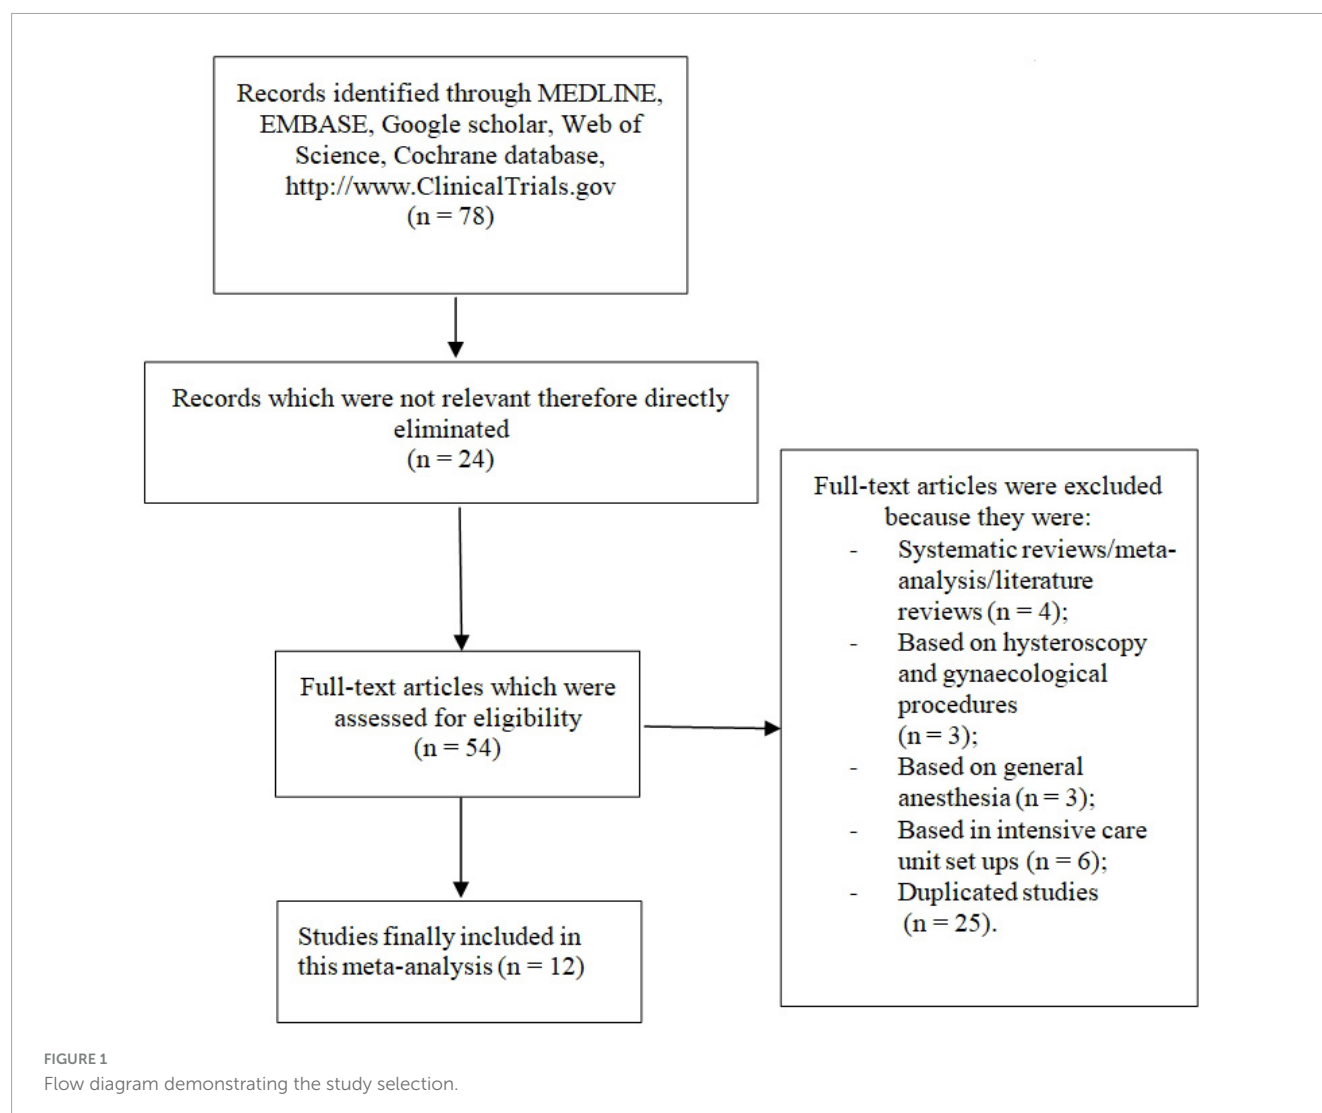 Records identified through MEDLINE,
EMBASE, Google scholar, Web of
Science, Cochrane database,
http://www.ClinicalTrials.gov
(n = 78)
Records which were not relevant therefore directly
eliminated
(n = 24)
Full-text articles which were
assessed for eligibility
(n = 54)
Full-text articles were excluded
because they were:
- Systematic reviews/meta-
analysis/literature
reviews (n = 4);
- Based on hysteroscopy
and gynaecological
procedures
(n = 3);
- Based on general
anesthesia (n = 3);
- Based in intensive care
unit set ups (n = 6);
- Duplicated studies
(n = 25).
Studies finally included in
this meta-analysis (n = 12)
FIGURE 1
Flow diagram demonstrating the study selection.